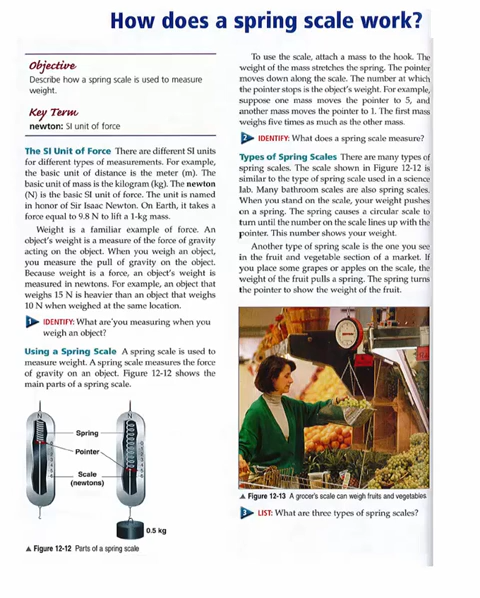 How does a spring scale work?
Objective
Describe how a spring scale is used to measure
weight.
Key Term
newton: SI unit of force
The SI Unit of Force There are different SI units
for different types of measurements. For example,
the basic unit of distance is the meter (m). The
basic unit of mass is the kilogram (kg). The newton
(N) is the basic SI unit of force. The unit is named
in honor of Sir Isaac Newton. On Earth, it takes a
force equal to 9.8 N to lift a 1-kg mass.
Weight is a familiar example of force. An
object's weight is a measure of the force of gravity
acting on the object. When you weigh an object,
you measure the pull of gravity on the object.
Because weight is a force, an object's weight is
measured in newtons. For example, an object that
weighs 15 N is heavier than an object that weighs
10 N when weighed at the same location.
1 IDENTIFY: What are you measuring when you
weigh an object?
Using a Spring Scale A spring scale is used to
measure weight. A spring scale measures the force
of gravity on an object. Figure 12-12 shows the
main parts of a spring scale.
N
N
Spring
Pointer
Scale
(newtons)
0
1
2
3
4
5
6
0
1
2
3
4
5
6
0.5 kg
▲ Figure 12-12 Parts of a spring scale
To use the scale, attach a mass to the hook. The
weight of the mass stretches the spring. The pointer
moves down along the scale. The number at which
the pointer stops is the object's weight. For example,
suppose one mass moves the pointer to 5, and
another mass moves the pointer to 1. The first mass
weighs five times as much as the other mass.
2 IDENTIFY: What does a spring scale measure?
Types of Spring Scales There are many types of
spring scales. The scale shown in Figure 12-12 is
similar to the type of spring scale used in a science
lab. Many bathroom scales are also spring scales.
When you stand on the scale, your weight pushes
on a spring. The spring causes a circular scale to
turn until the number on the scale lines up with the
pointer. This number shows your weight.
Another type of spring scale is the one you see
in the fruit and vegetable section of a market. If
you place some grapes or apples on the scale, the
weight of the fruit pulls a spring. The spring turns
the pointer to show the weight of the fruit.
▲ Figure 12-13 A grocer's scale can weigh fruits and vegetables
3 LIST: What are three types of spring scales?